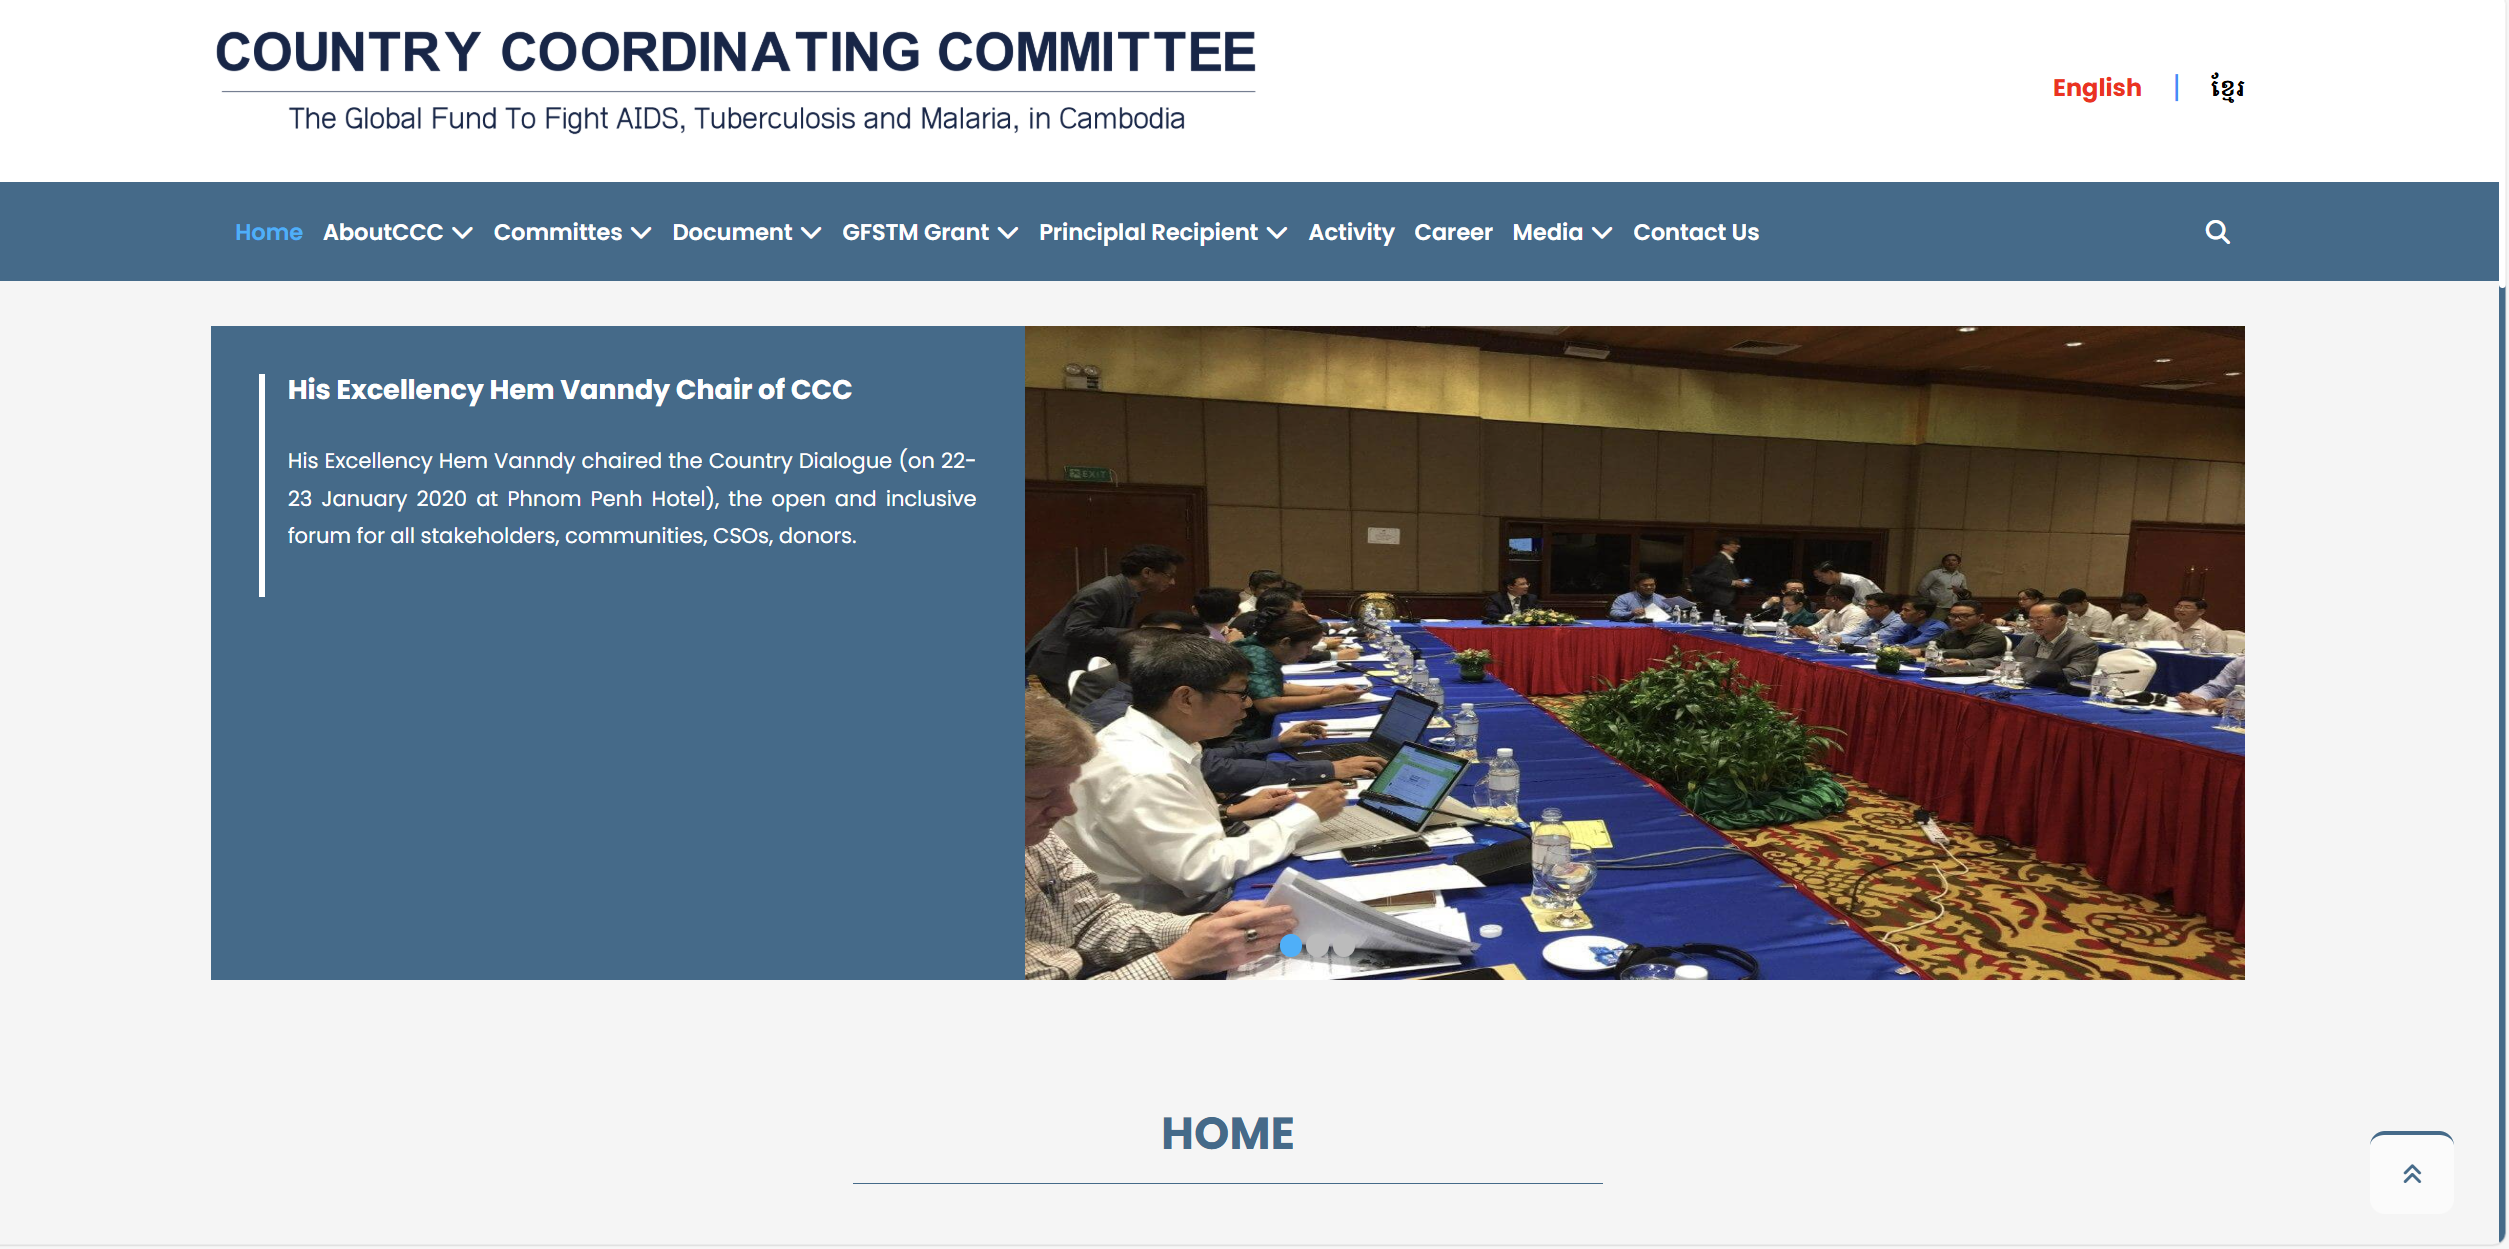 COUNTRY COORDINATING COMMITTEE
The Global Fund To Fight AIDS, Tuberculosis and Malaria, in Cambodia
English | ខ្មែរ
Home AboutCCC Committes Document GFSTM Grant Principlal Recipient Activity Career Media Contact Us
His Excellency Hem Vanndy Chair of CCC
His Excellency Hem Vanndy chaired the Country Dialogue (on 22-
23 January 2020 at Phnom Penh Hotel), the open and inclusive
forum for all stakeholders, communities, CSOs, donors.
EXIT
HOME